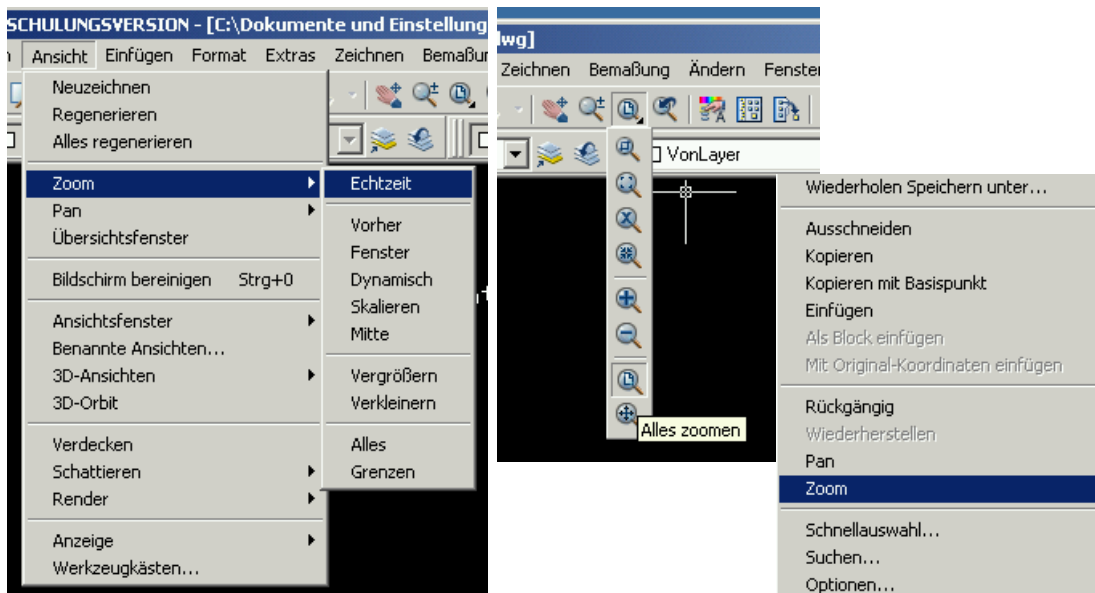 SCHULUNGSVERSION - [C:\Dokumente und Einstellung
Ansicht Einfügen Format Extras Zeichnen Bemaßu
Neuzeichnen
Regenerieren
Alles regenerieren
Zoom
Pan
Übersichtsfenster
Bildschirm bereinigen Strg+0
Ansichtsfenster
Benannte Ansichten...
3D-Ansichten
3D-Orbit
Verdecken
Schattieren
Render
Anzeige
Werkzeugkästen...
Echtzeit
Vorher
Fenster
Dynamisch
Skalieren
Mitte
Vergrößern
Verkleinern
Alles
Grenzen
lwg]
Zeichnen Bemaßung Ändern Fenster
VonLayer
Alles zoomen
Wiederholen Speichern unter...
Ausschneiden
Kopieren
Kopieren mit Basispunkt
Einfügen
Als Block einfügen
Mit Original-Koordinaten einfügen
Rückgängig
Wiederherstellen
Pan
Zoom
Schnellauswahl...
Suchen...
Optionen...